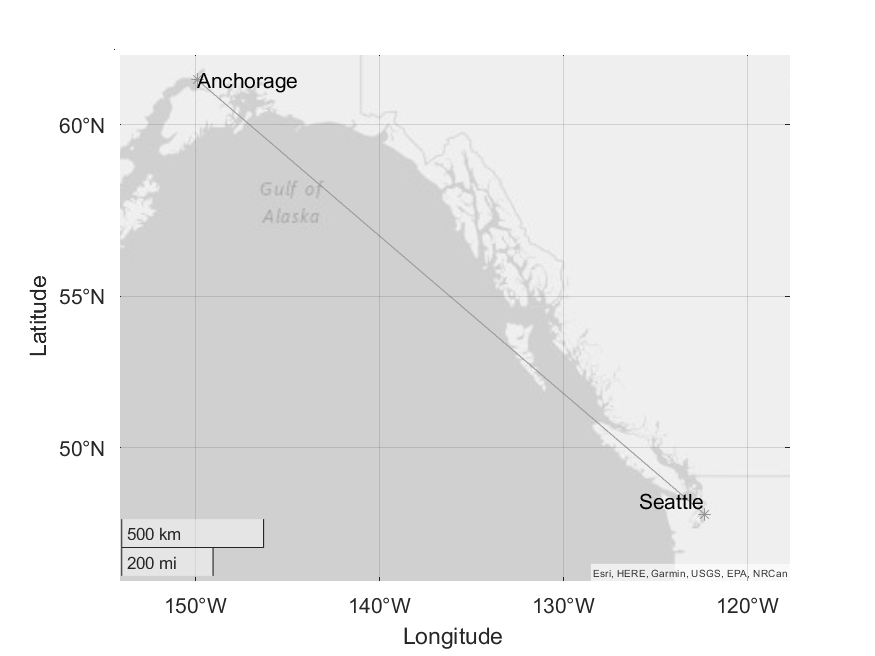 Anchorage
60°N
Gulf of
Alaska
55°N
Latitude
50°N
Seattle
500 km
200 mi
Esri, HERE, Garmin, USGS, EPA, NRCan
150°W 140°W 130°W 120°W
Longitude